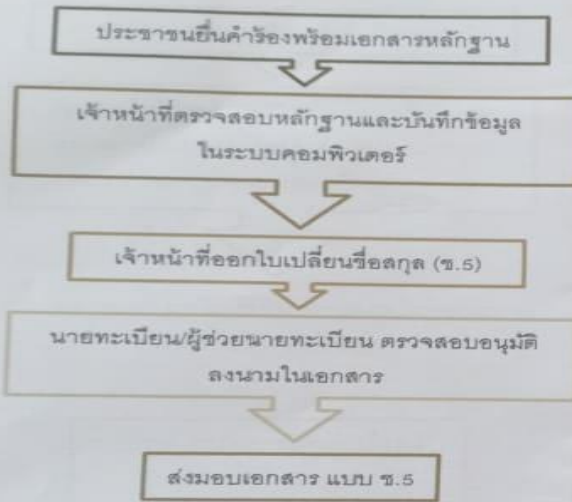 ประชาชนยื่นคำร้องพร้อมเอกสารหลักฐาน
เจ้าหน้าที่ตรวจสอบหลักฐานและบันทึกข้อมูล
ในระบบคอมพิวเตอร์
เจ้าหน้าที่ออกใบเปลี่ยนชื่อสกุล (ช.5)
นายทะเบียน/ผู้ช่วยนายทะเบียน ตรวจสอบอนุมัติ
ลงนามในเอกสาร
ส่งมอบเอกสาร แบบ ช.5